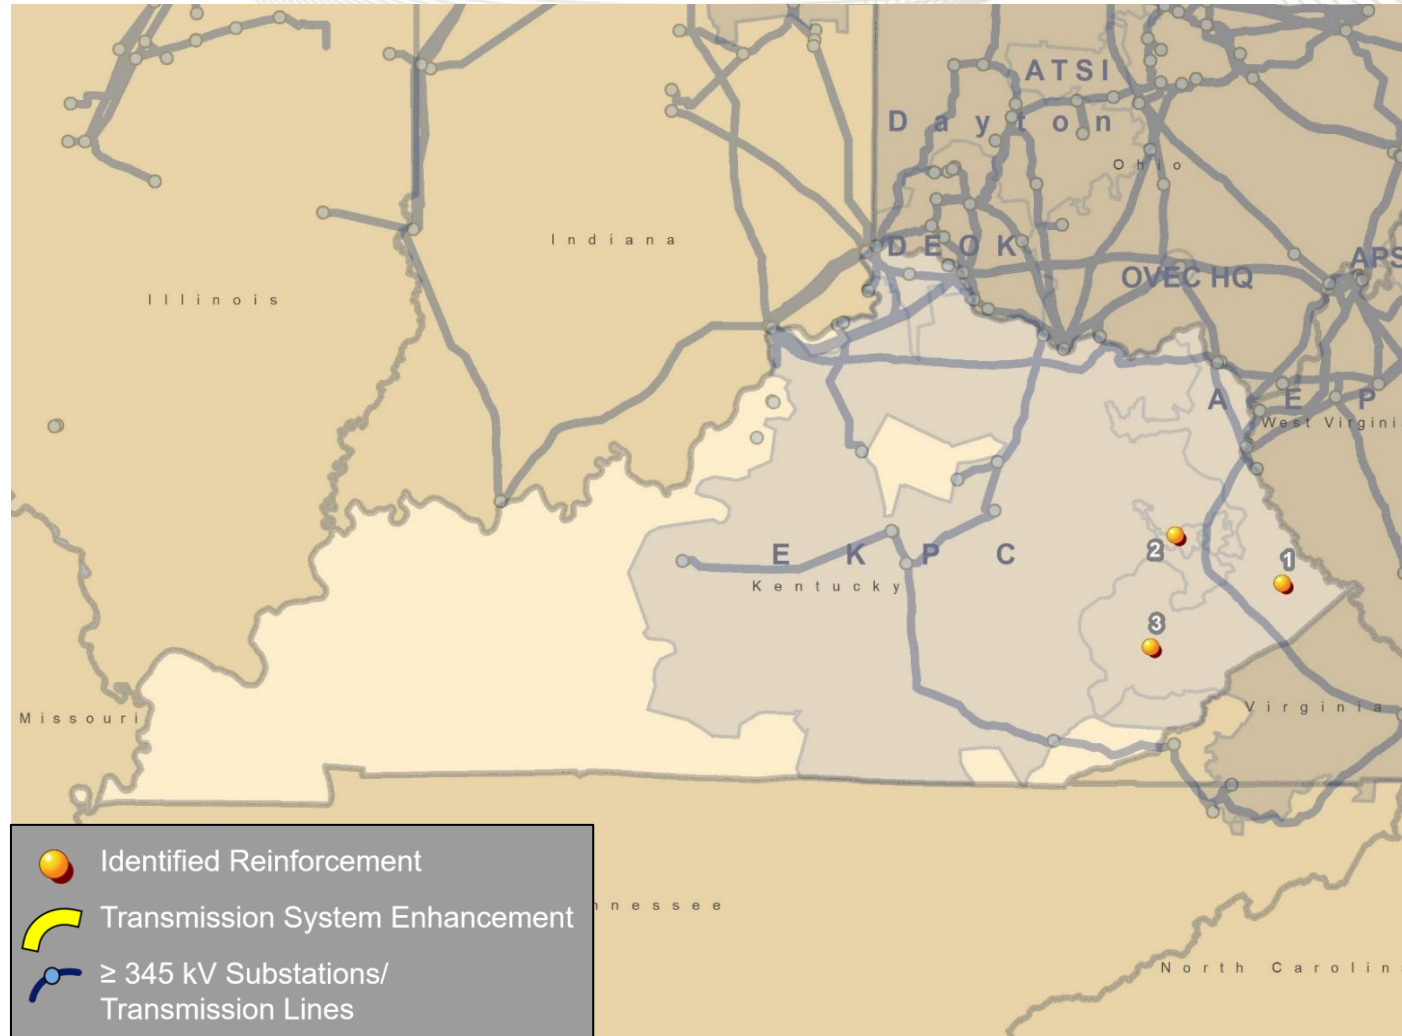 ATSI
Dayton
Ohio
Indiana
DEOK
APS
OVEC HQ
Illinois
AEP
West Virgini
2
1
EKPC
Kentucky
3
Virginia
Missouri
Identified Reinforcement
Transmission System Enhancement
nnessee
≥ 345 kV Substations/
Transmission Lines
North Carolin